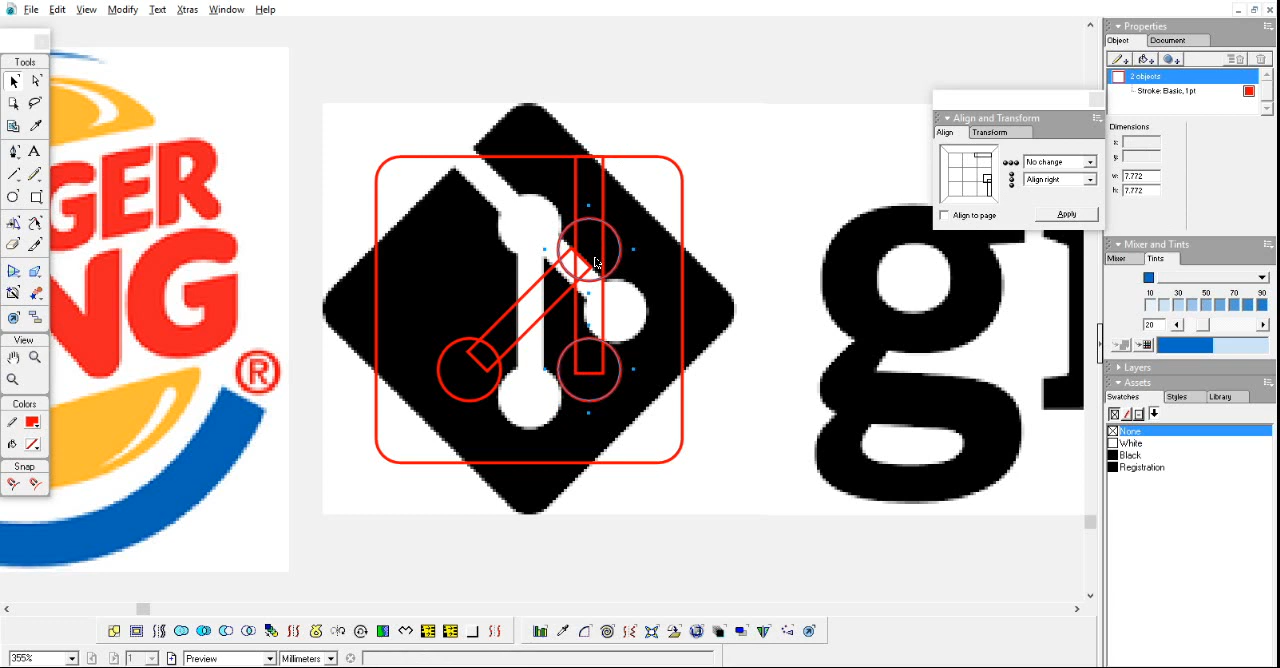 File Edit View Modify Text Xtras Window Help
Tools
View
Colors
Snap
GER
NG
®
g
Align and Transform
Align Transform
No change
Align right
Align to page
Apply
Properties
Object Document
2 objects
Stroke: Basic, 1pt
Dimensions
x:
y:
w: 7.772
h: 7.772
Mixer and Tints
Mixer Tints
10 30 50 70 90
20
Layers
Assets
Swatches Styles Library
None
White
Black
Registration
355%
1
Preview
Millimeters